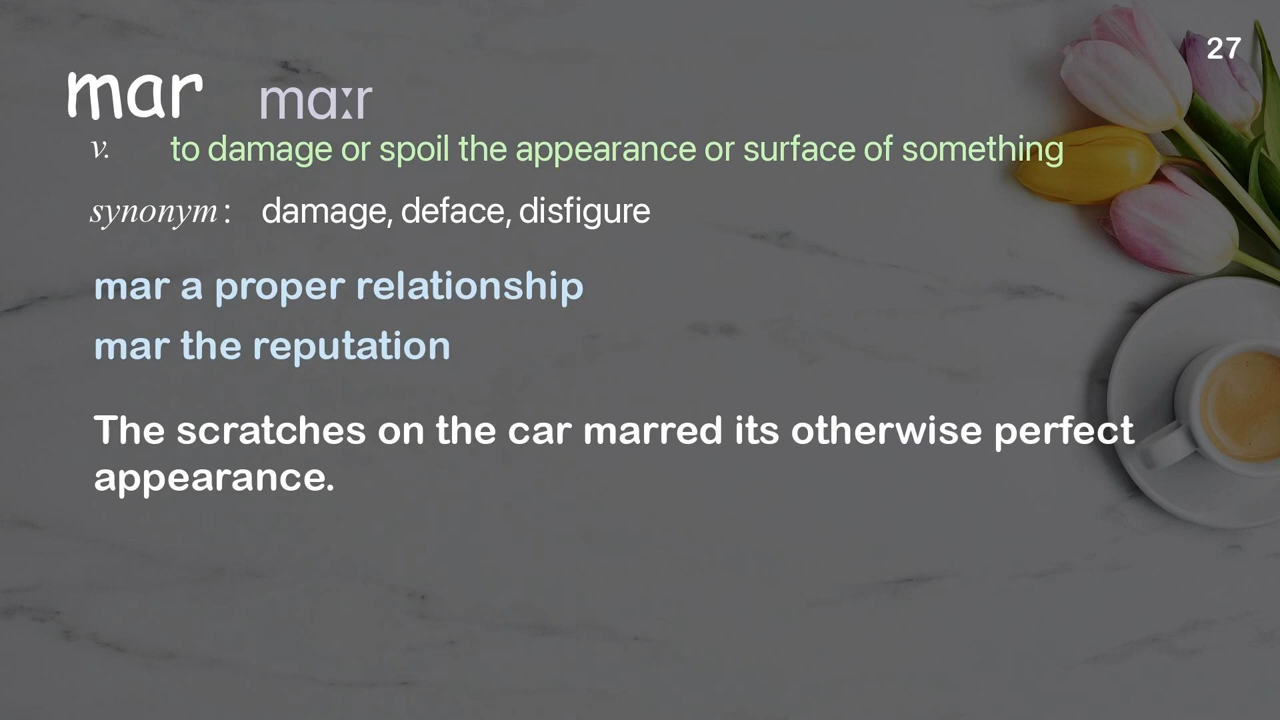 27
mar mɑːr
v. to damage or spoil the appearance or surface of something
synonym: damage, deface, disfigure
mar a proper relationship
mar the reputation
The scratches on the car marred its otherwise perfect
appearance.